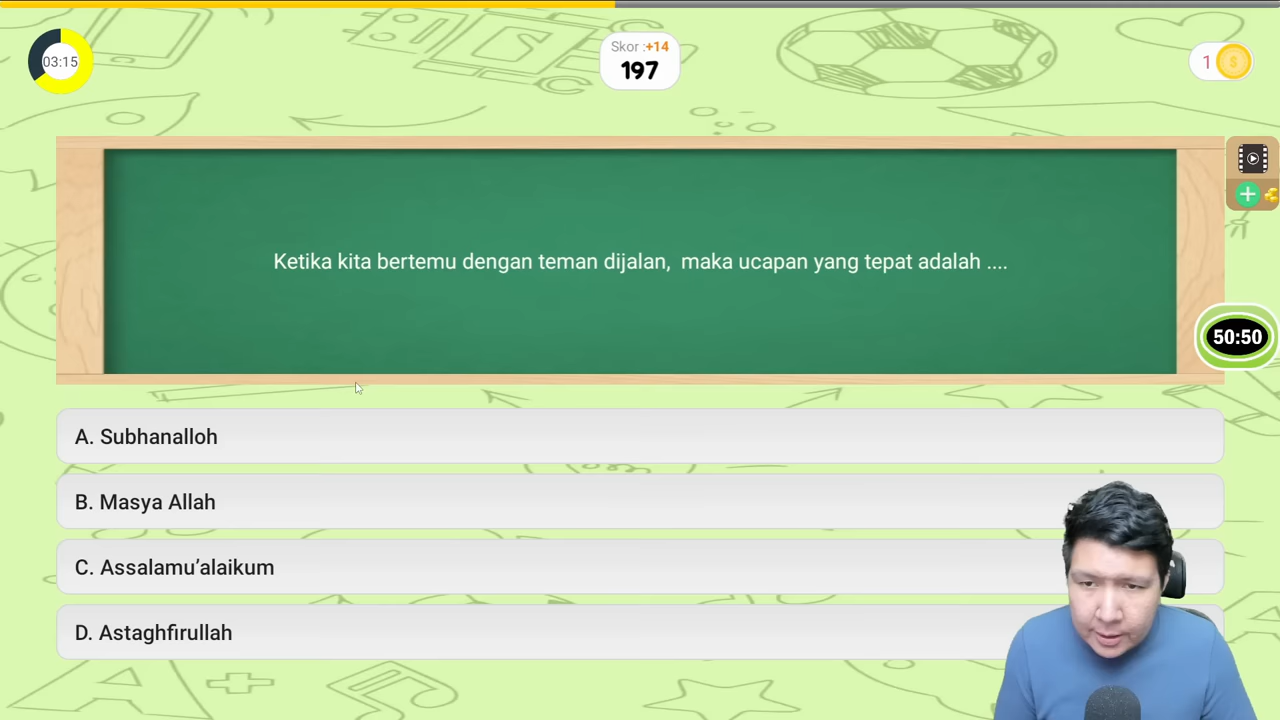 03:15
Skor :+14
197
1
Ketika kita bertemu dengan teman dijalan,  maka ucapan yang tepat adalah ....
50:50
A. Subhanalloh
B. Masya Allah
C. Assalamu’alaikum
D. Astaghfirullah